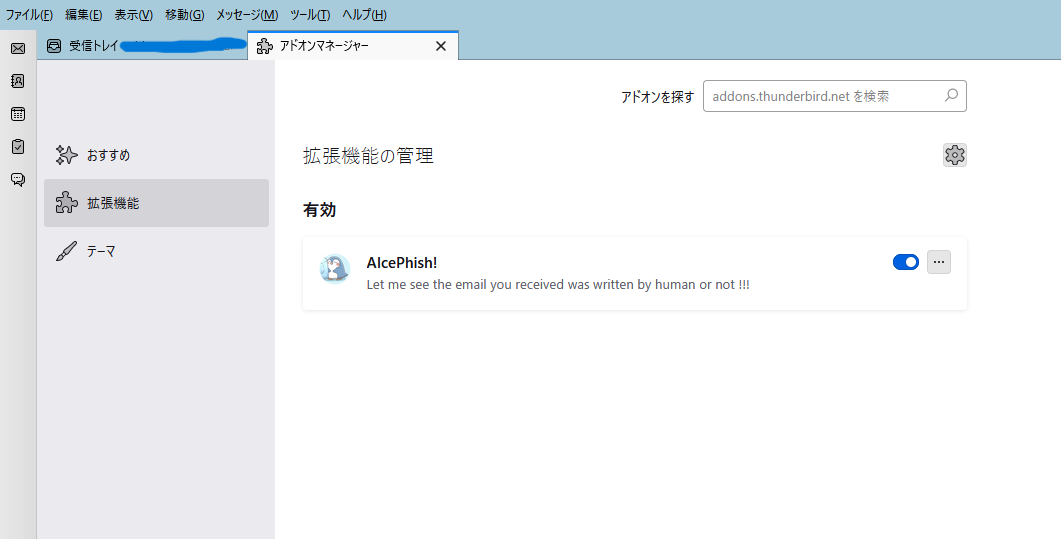 ファイル(F) 編集(E) 表示(V) 移動(G) メッセージ(M) ツール(T) ヘルプ(H)
受信トレイ
アドオンマネージャー
アドオンを探す
addons.thunderbird.net を検索
おすすめ
拡張機能
テーマ
拡張機能の管理
有効
AIcePhish!
Let me see the email you received was written by human or not !!!